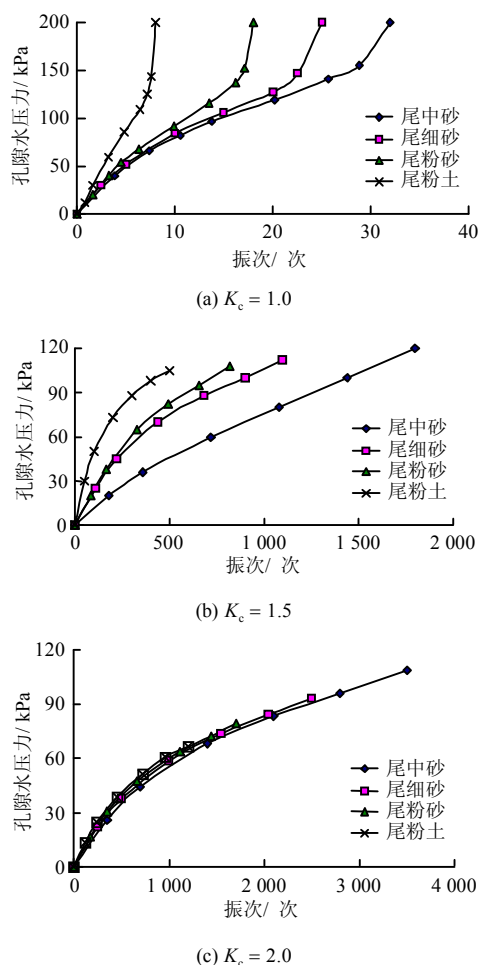 200
150
100
50
0
孔隙水压力/ kPa
0
10
20
30
40
振次/ 次
尾中砂
尾细砂
尾粉砂
尾粉土
(a) Kc = 1.0
120
90
60
30
0
孔隙水压力/ kPa
0
500
1 000
1 500
2 000
振次/ 次
尾中砂
尾细砂
尾粉砂
尾粉土
(b) Kc = 1.5
120
90
60
30
0
孔隙水压力/ kPa
0
1 000
2 000
3 000
4 000
振次/ 次
尾中砂
尾细砂
尾粉砂
尾粉土
(c) Kc = 2.0